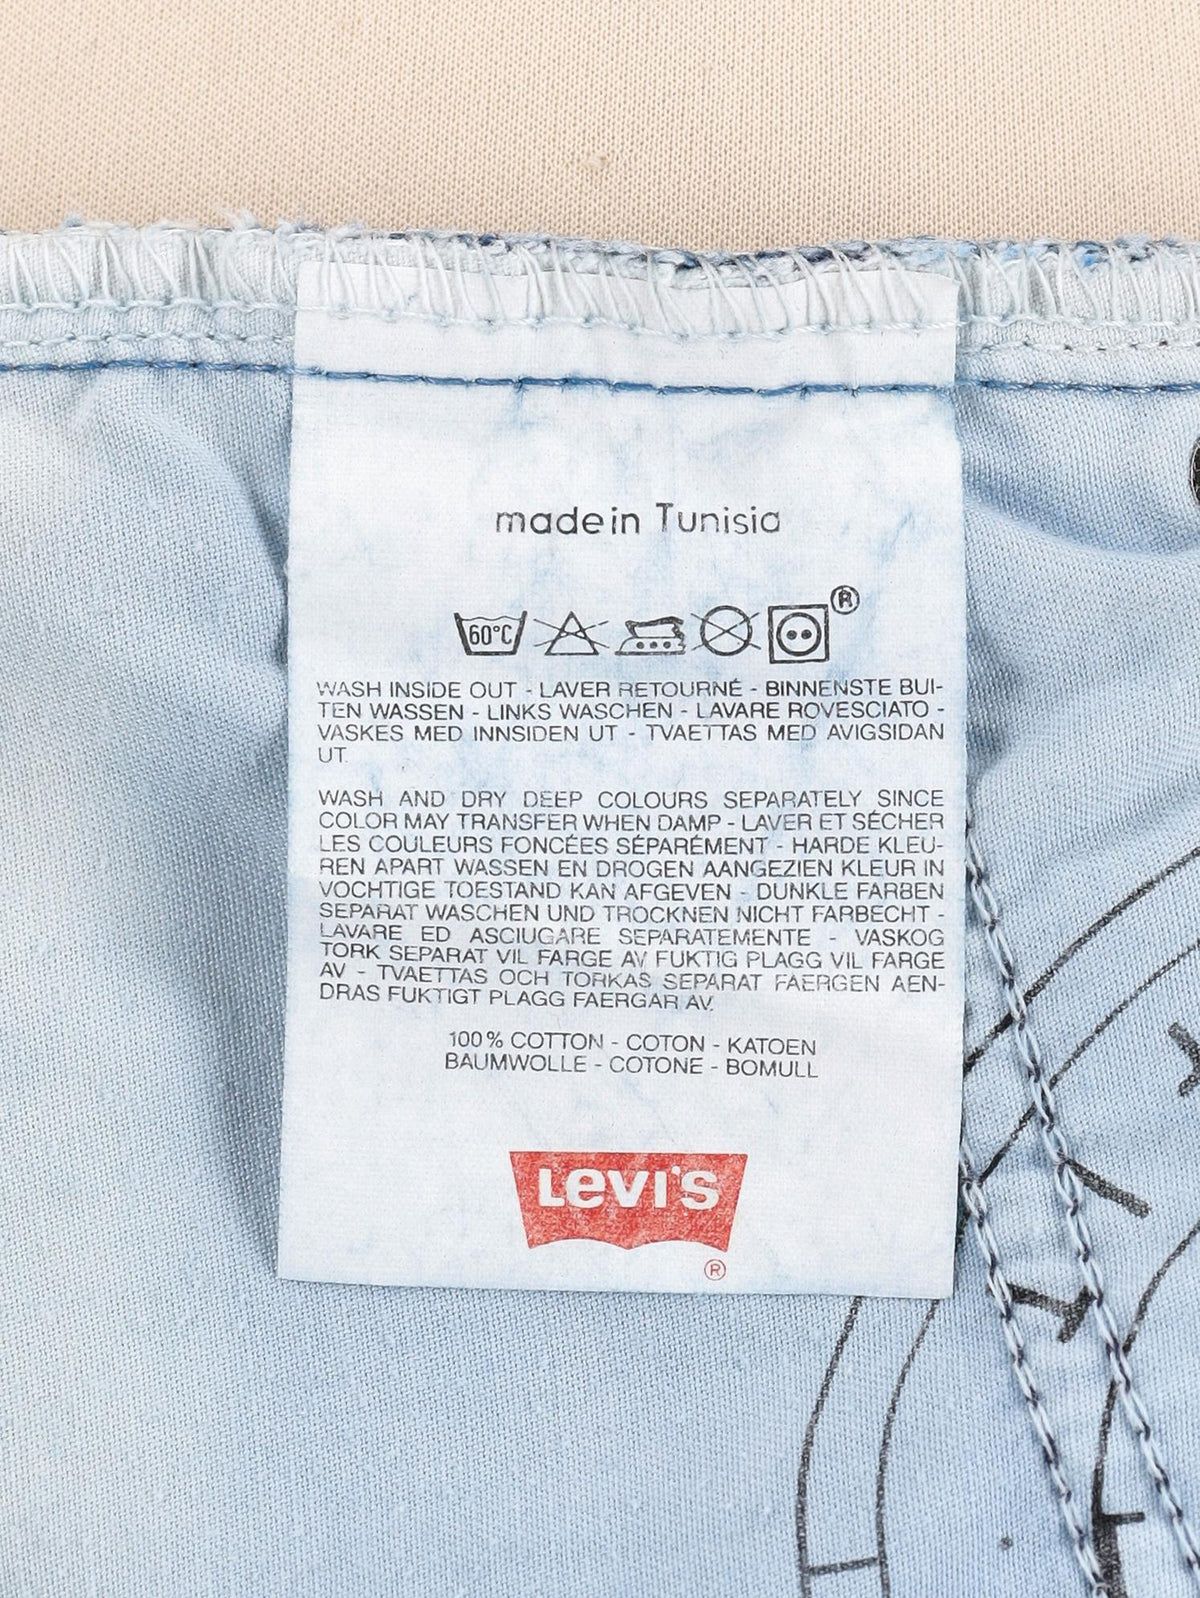 made in Tunisia
®
60°C
WASH INSIDE OUT - LAVER RETOURNÉ - BINNENSTE BUI-
TEN WASSEN - LINKS WASCHEN - LAVARE ROVESCIATO -
VASKES MED INNSIDEN UT - TVAETTAS MED AVIGSIDAN
UT.
WASH AND DRY DEEP COLOURS SEPARATELY SINCE
COLOR MAY TRANSFER WHEN DAMP - LAVER ET SÉCHER
LES COULEURS FONCÉES SÉPARÉMENT - HARDE KLEU-
REN APART WASSEN EN DROGEN AANGEZIEN KLEUR IN
VOCHTIGE TOESTAND KAN AFGEVEN - DUNKLE FARBEN
SEPARAT WASCHEN UND TROCKNEN NICHT FARBECHT -
LAVARE ED ASCIUGARE SEPARATEMENTE - VASKOG
TORK SEPARAT VIL FARGE AV FUKTIG PLAGG VIL FARGE
AV - TVAETTAS OCH TORKAS SEPARAT FAERGEN AEN-
DRAS FUKTIGT PLAGG FAERGAR AV.
100% COTTON - COTON - KATOEN
BAUMWOLLE - COTONE - BOMULL
LEVI'S
®